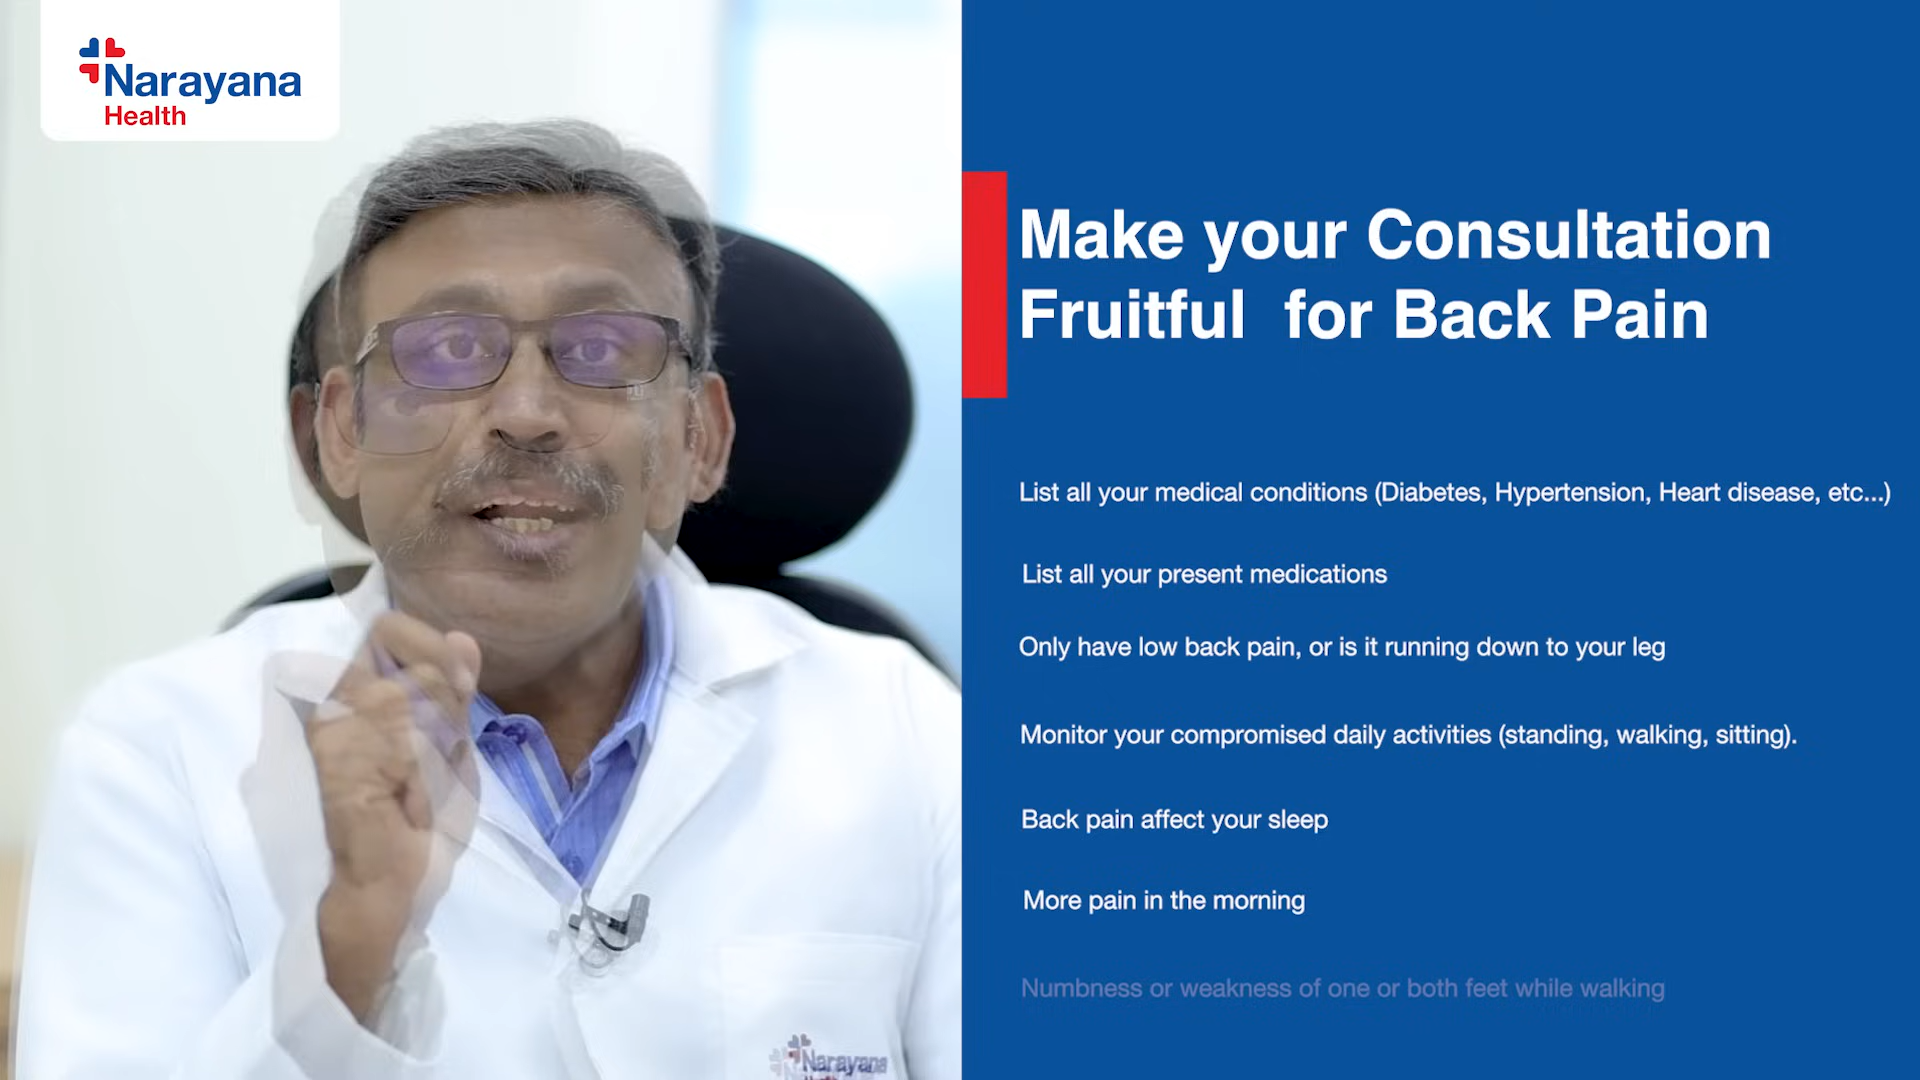 Narayana
Health
Make your Consultation
Fruitful for Back Pain
List all your medical conditions (Diabetes, Hypertension, Heart disease, etc...)
List all your present medications
Only have low back pain, or is it running down to your leg
Monitor your compromised daily activities (standing, walking, sitting).
Back pain affect your sleep
More pain in the morning
Numbness or weakness of one or both feet while walking
Narayana
Health